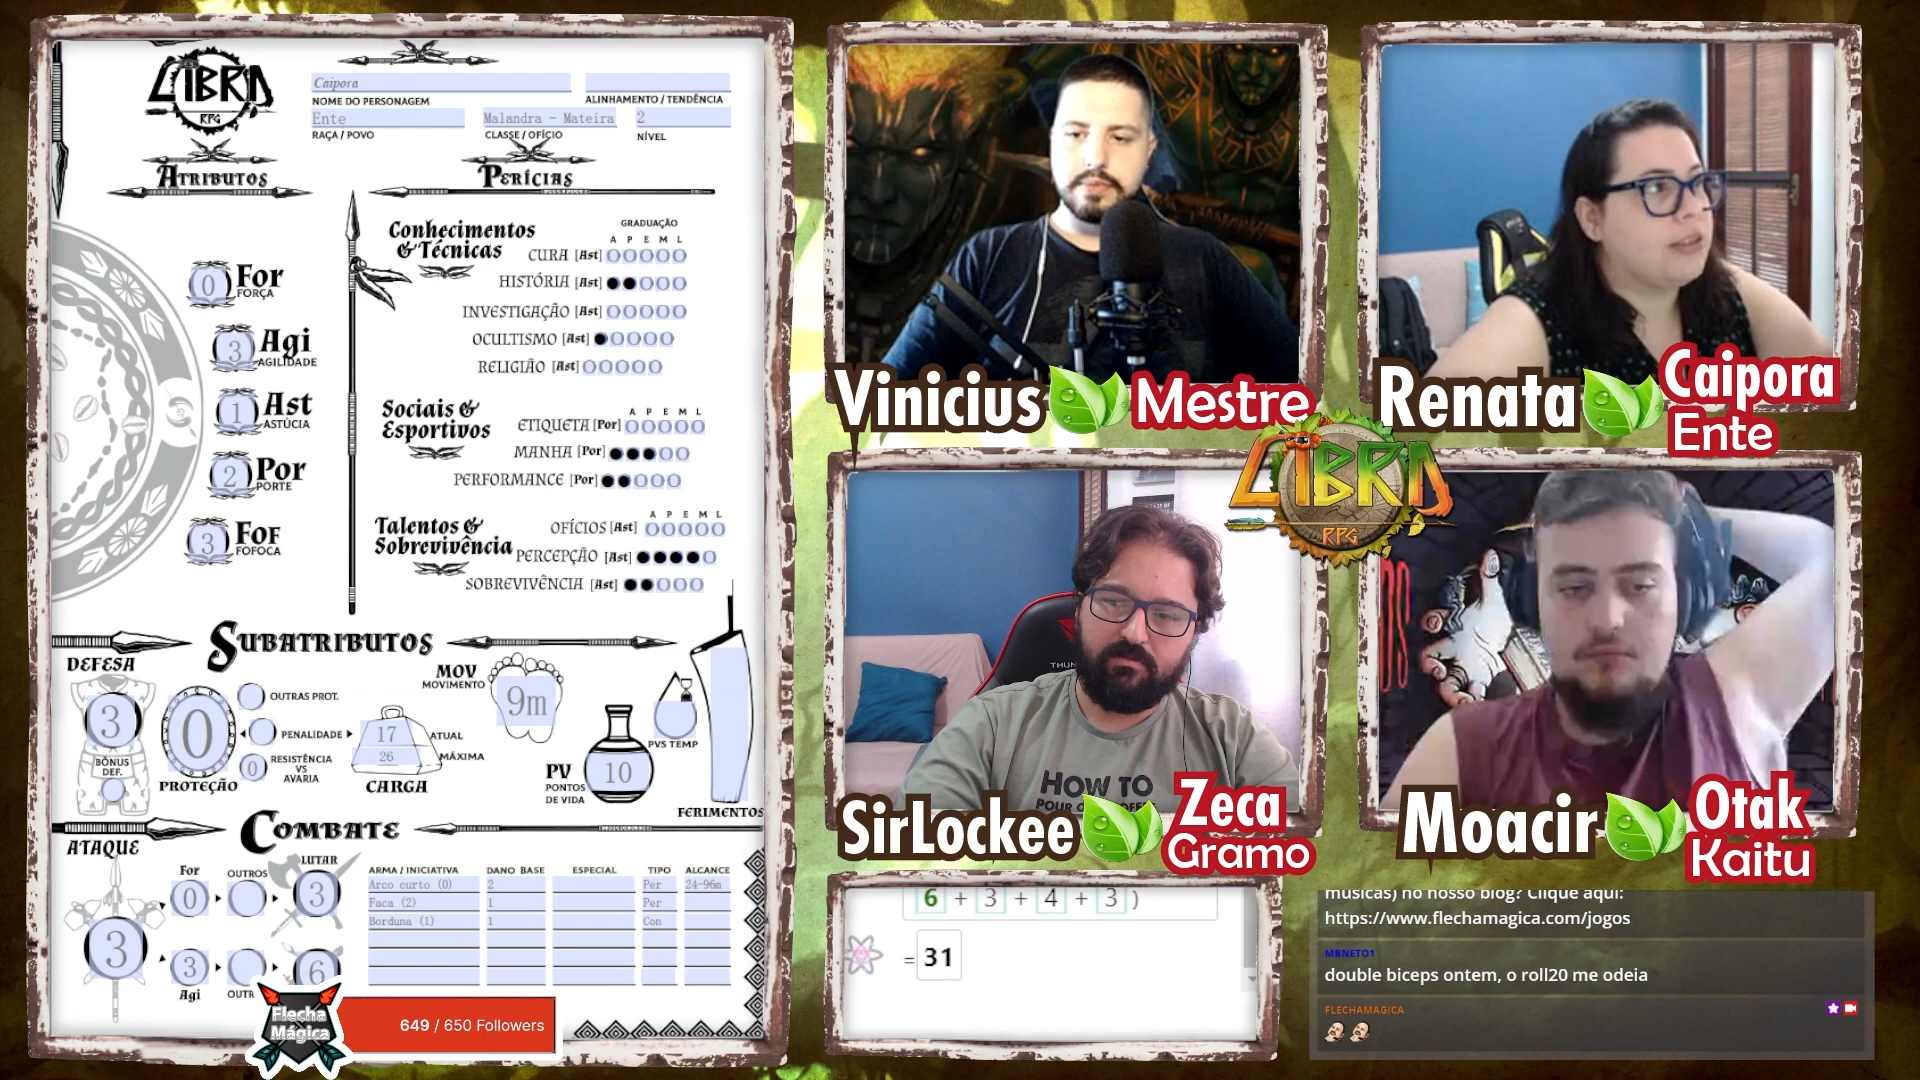 LIBRA
RPG
Caipora
NOME DO PERSONAGEM
ALINHAMENTO / TENDÊNCIA
Ente
Malandra - Mateira
2
RAÇA / POVO
CLASSE / OFÍCIO
NÍVEL
ATRIBUTOS
PERÍCIAS
0
For
FORÇA
3
Agi
AGILIDADE
1
Ast
ASTÚCIA
2
Por
PORTE
3
FOF
FOFOCA
Conhecimentos
& Técnicas
GRADUAÇÃO
A P E M L
CURA [Ast]
HISTÓRIA [Ast]
INVESTIGAÇÃO [Ast]
OCULTISMO [Ast]
RELIGIÃO [Ast]
Sociais &
Esportivos
A P E M L
ETIQUETA [Por]
MANHA [Por]
PERFORMANCE [Por]
Talentos &
Sobrevivência
A P E M L
OFÍCIOS [Ast]
PERCEPÇÃO [Ast]
SOBREVIVÊNCIA [Ast]
SUBATRIBUTOS
DEFESA
3
BÔNUS
DEF.
0
PROTEÇÃO
OUTRAS PROT.
PENALIDADE
0
RESISTÊNCIA
VS
AVARIA
17
ATUAL
26
MÁXIMA
CARGA
MOV
MOVIMENTO
9m
PV
PONTOS
DE VIDA
10
PVS TEMP
FERIMENTOS
COMBATE
ATAQUE
3
For
OUTROS
LUTAR
0
3
3
6
Agi
OUTR
ARMA / INICIATIVA
DANO BASE
ESPECIAL
TIPO
ALCANCE
Arco curto (0)
2
Per
24-96m
Faca (2)
1
Per
Borduna (1)
1
Con
Flecha
Mágica
649 / 650 Followers
Vinicius
Mestre
Renata
Caipora
Ente
LIBRA
RPG
THUN
HOW TO
SirLockee
Zeca
Gramo
Moacir
Otak
Kaitu
6 + 3 + 4 + 3 )
= 31
musicas) no nosso blog? Clique aqui:
https://www.flechamagica.com/jogos
MBNETO1
double biceps ontem, o roll20 me odeia
FLECHAMAGICA